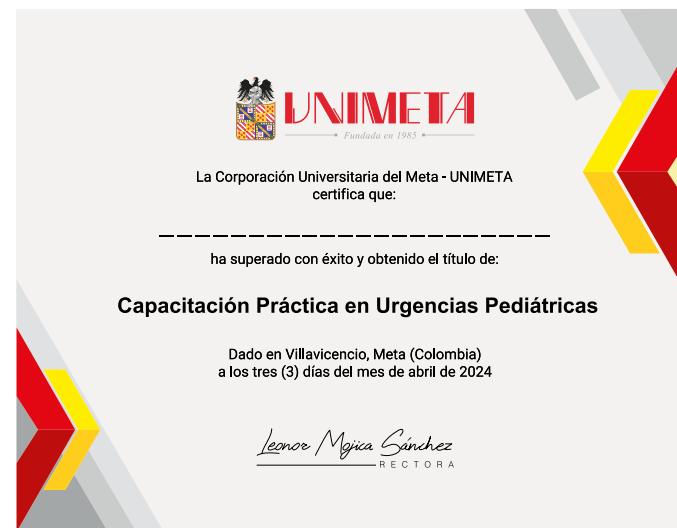 UNIMETA
Fundada en 1985
La Corporación Universitaria del Meta - UNIMETA
certifica que:
ha superado con éxito y obtenido el título de:
Capacitación Práctica en Urgencias Pediátricas
Dado en Villavicencio, Meta (Colombia)
a los tres (3) días del mes de abril de 2024
Leonor Mojica Sánchez
RECTORA